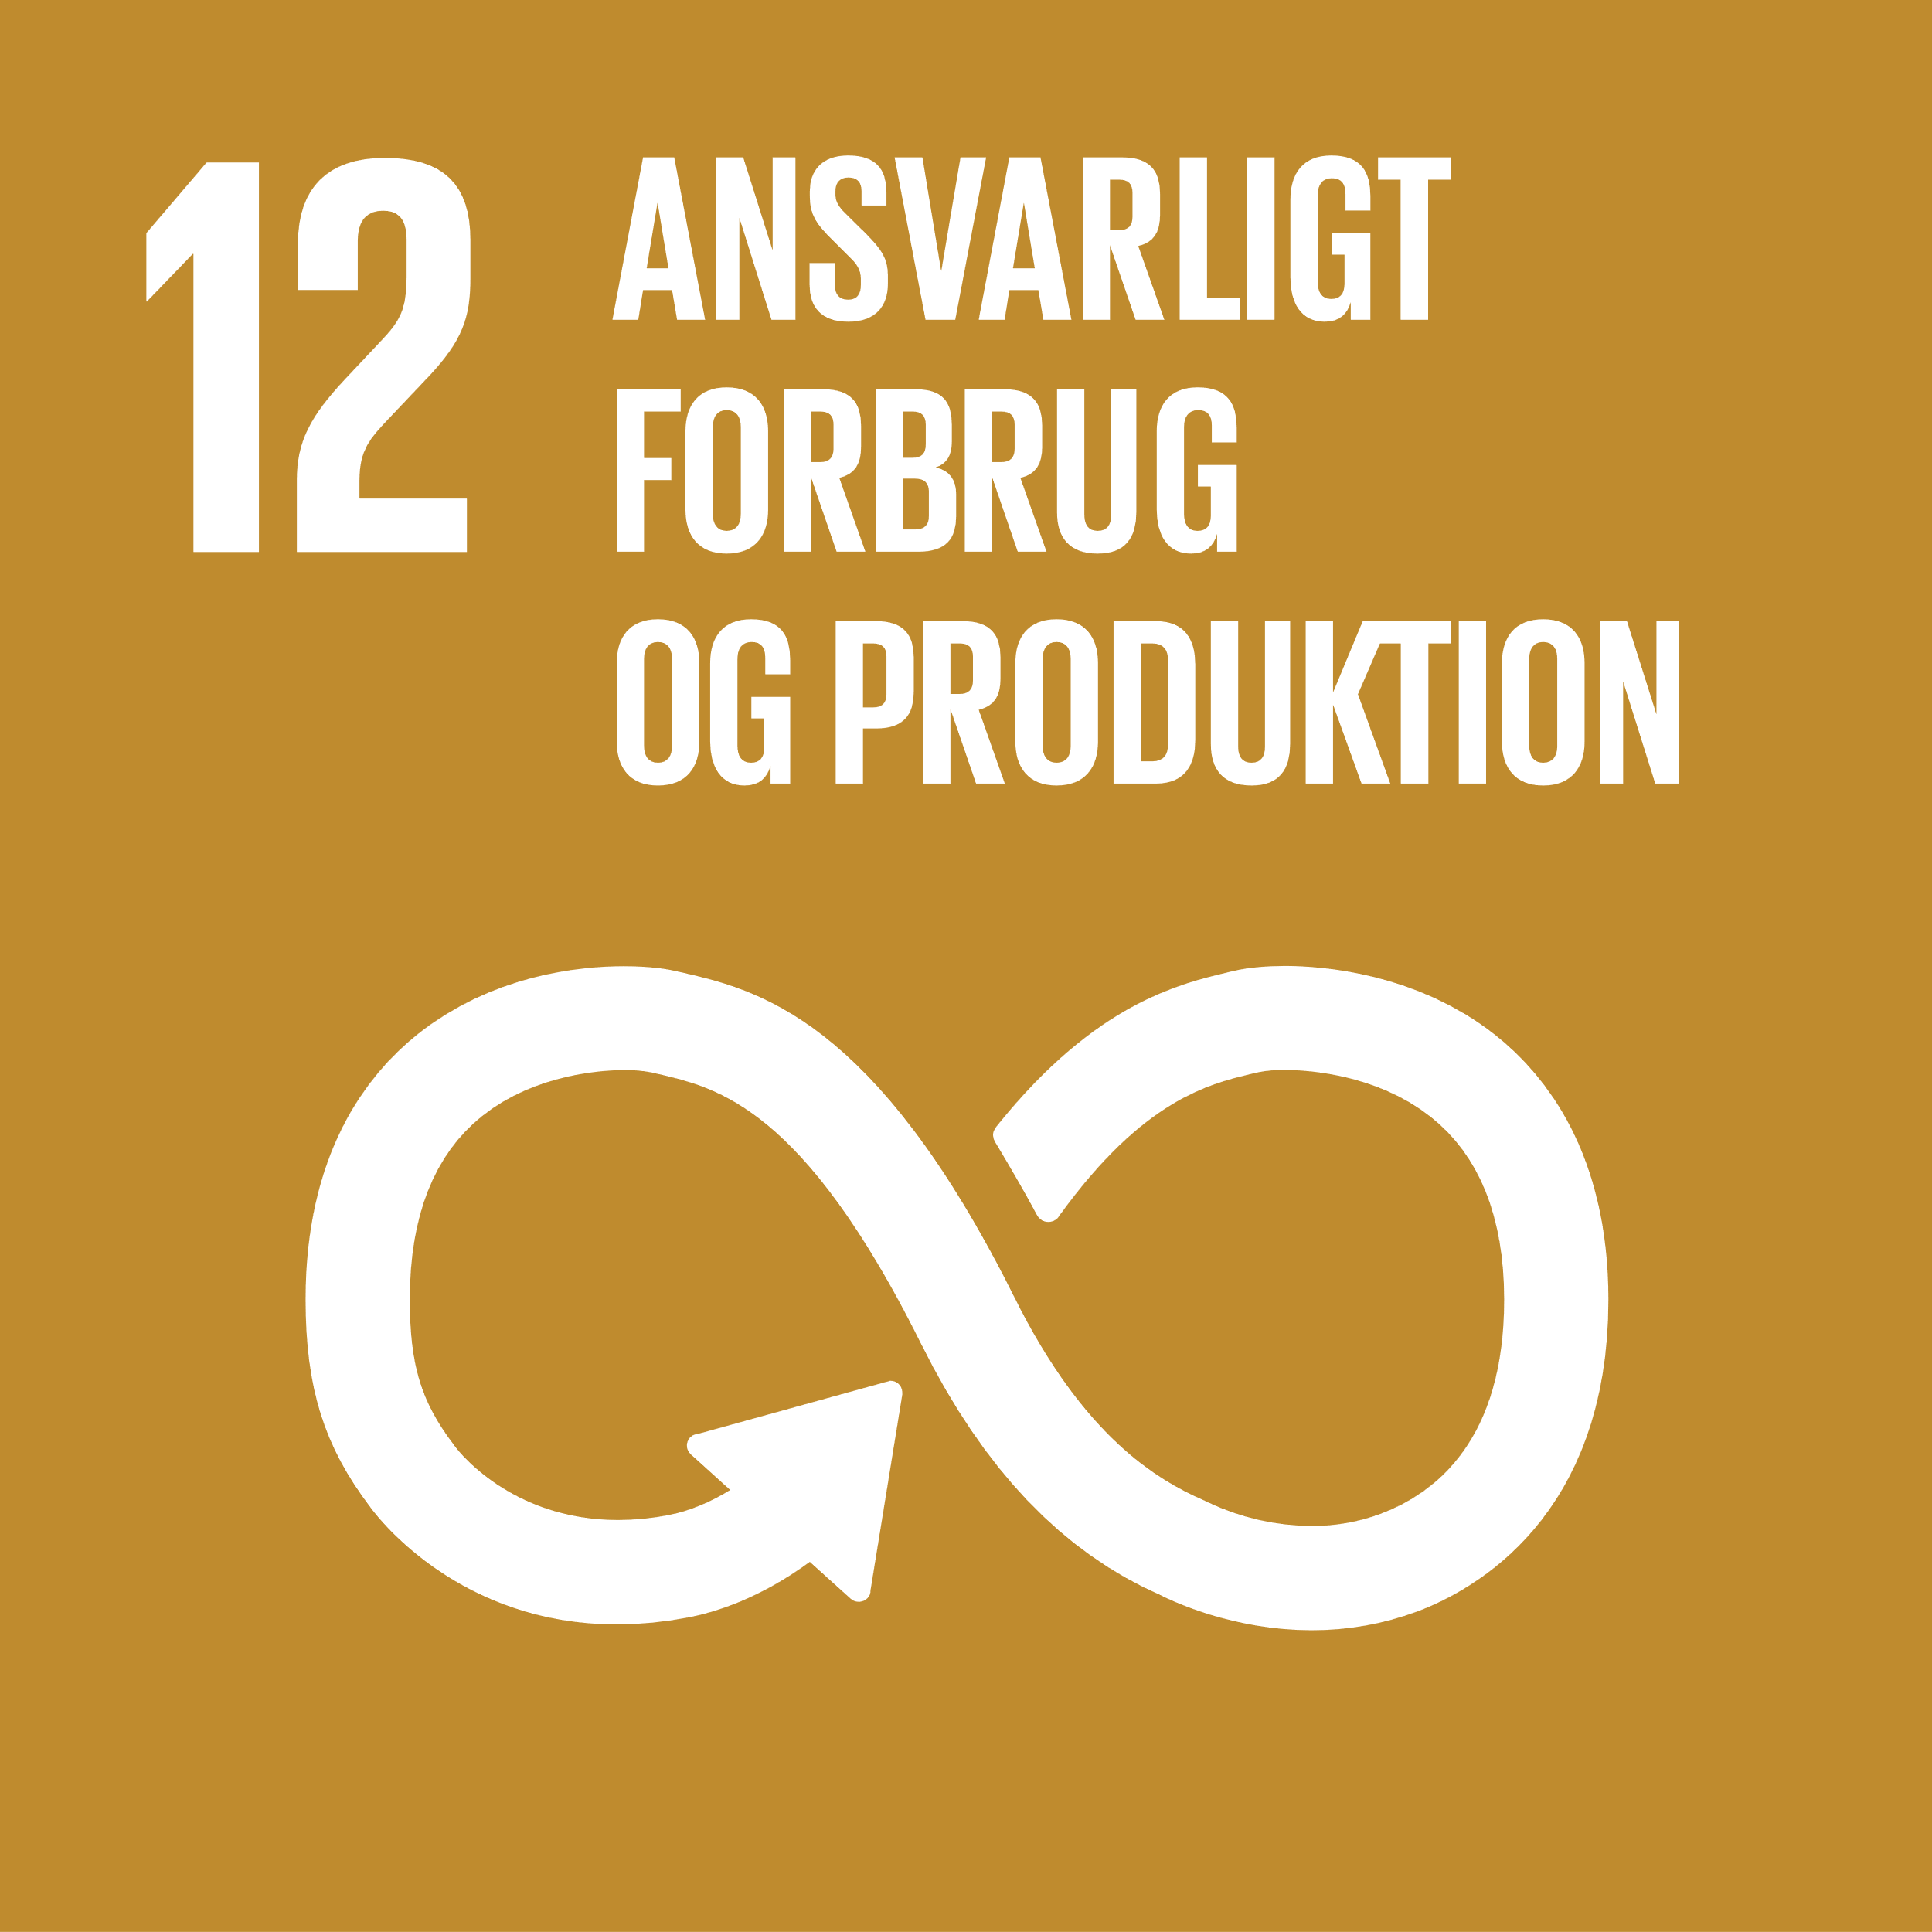 12
ANSVARLIGT
FORBRUG
OG PRODUKTION